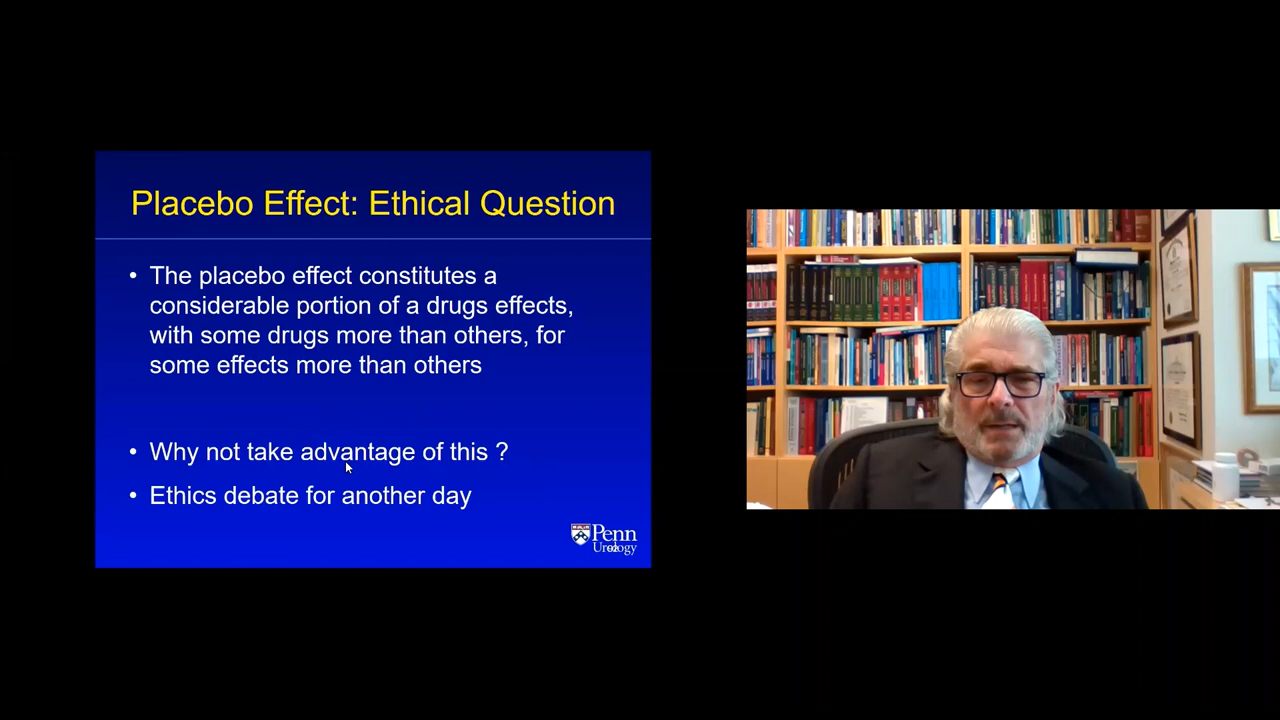 Placebo Effect: Ethical Question
• The placebo effect constitutes a
considerable portion of a drugs effects,
with some drugs more than others, for
some effects more than others
• Why not take advantage of this ?
• Ethics debate for another day
Penn
Urology